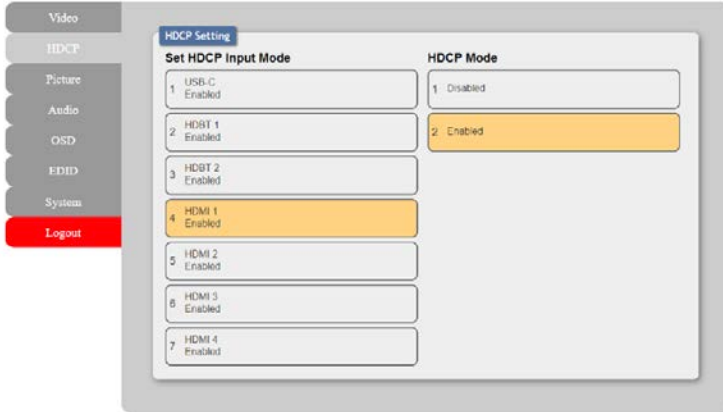 Video
HDCP
Picture
Audio
OSD
EDID
System
Logout
HDCP Setting
Set HDCP Input Mode
1 USB-C
Enabled
2 HDBT 1
Enabled
3 HDBT 2
Enabled
4 HDMI 1
Enabled
5 HDMI 2
Enabled
6 HDMI 3
Enabled
7 HDMI 4
Enabled
HDCP Mode
1 Disabled
2 Enabled